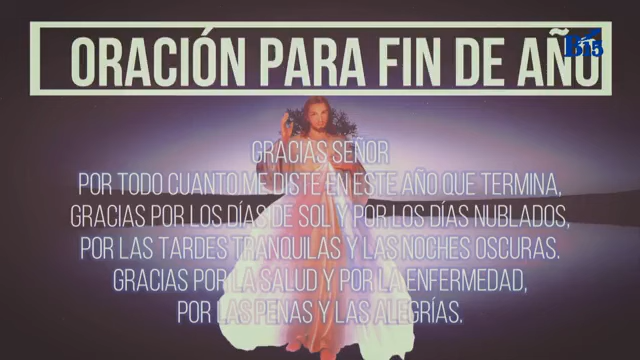 ORACIÓN PARA FIN DE AÑO
GRACIAS SEÑOR
POR TODO CUANTO ME DISTE EN ESTE AÑO QUE TERMINA,
GRACIAS POR LOS DÍAS DE SOL Y POR LOS DÍAS NUBLADOS,
POR LAS TARDES TRANQUILAS Y LAS NOCHES OSCURAS.
GRACIAS POR LA SALUD Y POR LA ENFERMEDAD,
POR LAS PENAS Y LAS ALEGRÍAS.